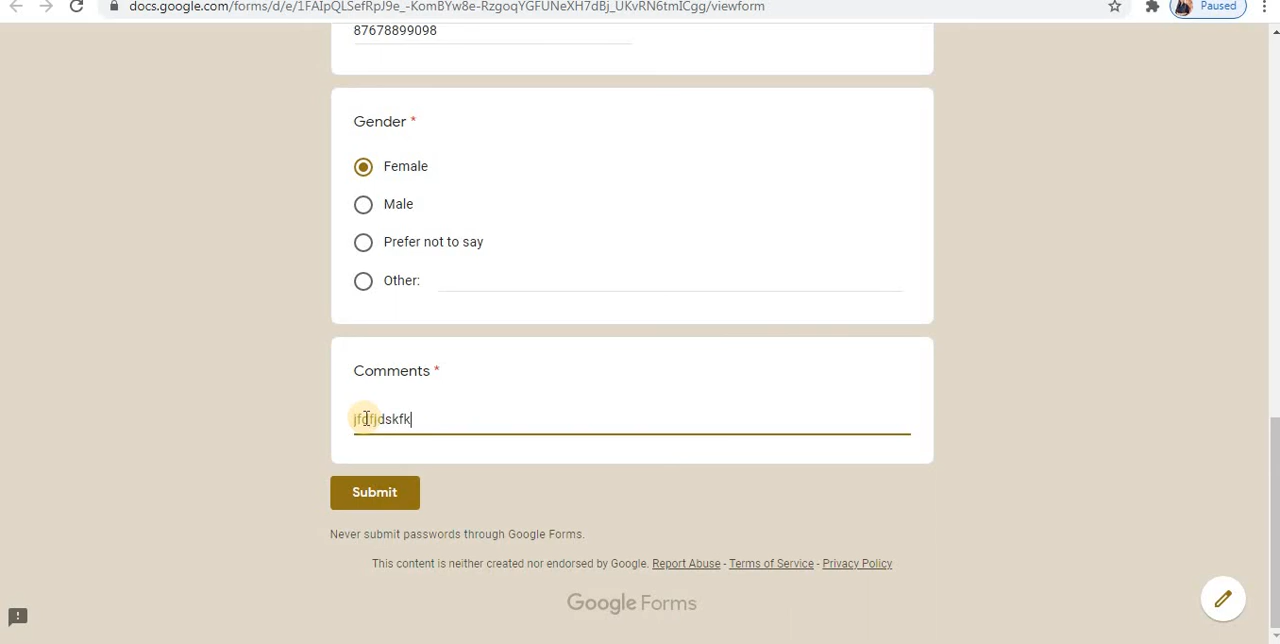 docs.google.com/forms/d/e/1FAIpQLSefRpJ9e_-KomBYw8e-RzgoqYGFUNeXH7dBj_UKvRN6tmICgg/viewform
Paused
87678899098
Gender *
Female
Male
Prefer not to say
Other:
Comments *
jfdfjdskfk
Submit
Never submit passwords through Google Forms.
This content is neither created nor endorsed by Google. Report Abuse - Terms of Service - Privacy Policy
Google Forms